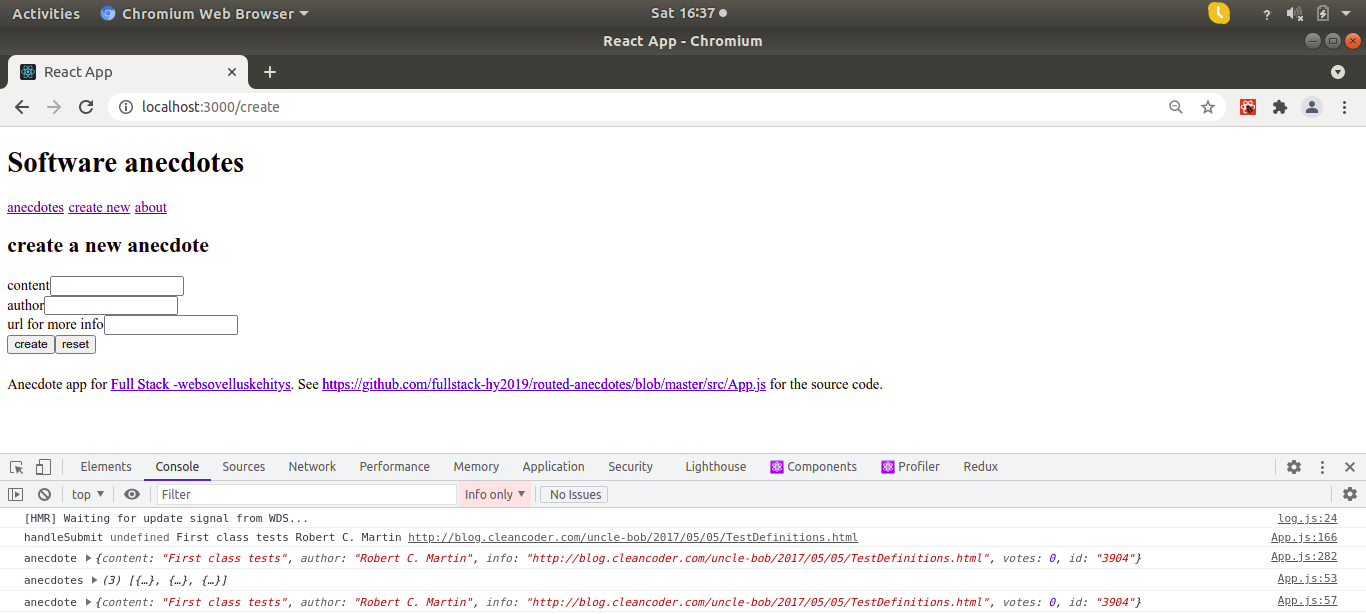 Activities Chromium Web Browser Sat 16:37
React App - Chromium
React App
localhost:3000/create
Software anecdotes
anecdotes create new about
create a new anecdote
content
author
url for more info
create reset
Anecdote app for Full Stack -websovelluskehitys. See https://github.com/fullstack-hy2019/routed-anecdotes/blob/master/src/App.js for the source code.
Elements Console Sources Network Performance Memory Application Security Lighthouse Components Profiler Redux
top Filter Info only No Issues
[HMR] Waiting for update signal from WDS... log.js:24
handleSubmit undefined First class tests Robert C. Martin http://blog.cleancoder.com/uncle-bob/2017/05/05/TestDefinitions.html App.js:166
anecdote {content: "First class tests", author: "Robert C. Martin", info: "http://blog.cleancoder.com/uncle-bob/2017/05/05/TestDefinitions.html", votes: 0, id: "3904"} App.js:282
anecdotes (3) [{…}, {…}, {…}] App.js:53
anecdote {content: "First class tests", author: "Robert C. Martin", info: "http://blog.cleancoder.com/uncle-bob/2017/05/05/TestDefinitions.html", votes: 0, id: "3904"} App.js:57